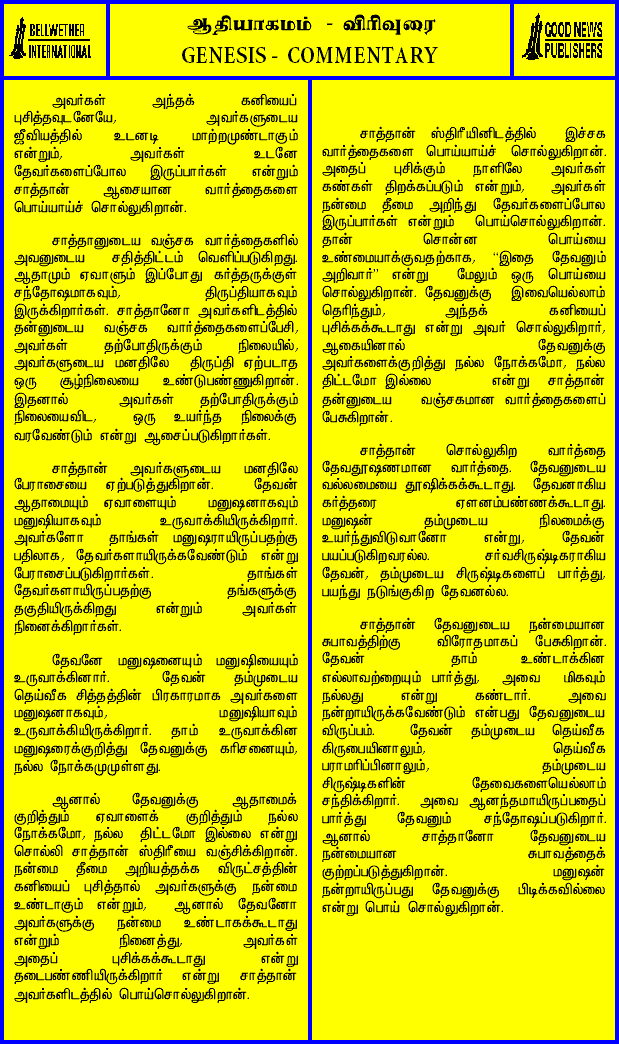 BELLWETHER
INTERNATIONAL
ஆதியாகமம் - விரிவுரை
GENESIS - COMMENTARY
GOOD NEWS
PUBLISHERS
அவர்கள் அந்தக் கனியைப்
புசித்தவுடனேயே, அவர்களுடைய
ஜீவியத்தில் உடனடி மாற்றமுண்டாகும்
என்றும், அவர்கள் உடனே
தேவர்களைப்போல இருப்பார்கள் என்றும்
சாத்தான் ஆசையான வார்த்தைகளை
பொய்யாய்ச் சொல்லுகிறான்.
சாத்தானுடைய வஞ்சக வார்த்தைகளில்
அவனுடைய சதித்திட்டம் வெளிப்படுகிறது.
ஆதாமும் ஏவாளும் இப்போது கர்த்தருக்குள்
சந்தோஷமாகவும், திருப்தியாகவும்
இருக்கிறார்கள். சாத்தானோ அவர்களிடத்தில்
தன்னுடைய வஞ்சக வார்த்தைகளைப்பேசி,
அவர்கள் தற்போதிருக்கும் நிலையில்,
அவர்களுடைய மனதிலே திருப்தி ஏற்படாத
ஒரு சூழ்நிலையை உண்டுபண்ணுகிறான்.
இதனால் அவர்கள் தற்போதிருக்கும்
நிலையைவிட, ஒரு உயர்ந்த நிலைக்கு
வரவேண்டும் என்று ஆசைப்படுகிறார்கள்.
சாத்தான் அவர்களுடைய மனதிலே
பேராசையை ஏற்படுத்துகிறான். தேவன்
ஆதாமையும் ஏவாளையும் மனுஷனாகவும்
மனுஷியாகவும் உருவாக்கியிருக்கிறார்.
அவர்களோ தாங்கள் மனுஷராயிருப்பதற்கு
பதிலாக, தேவர்களாயிருக்கவேண்டும் என்று
பேராசைப்படுகிறார்கள். தாங்கள்
தேவர்களாயிருப்பதற்கு தங்களுக்கு
தகுதியிருக்கிறது என்றும் அவர்கள்
நினைக்கிறார்கள்.
தேவனே மனுஷனையும் மனுஷியையும்
உருவாக்கினார். தேவன் தம்முடைய
தெய்வீக சித்தத்தின் பிரகாரமாக அவர்களை
மனுஷனாகவும், மனுஷியாவும்
உருவாக்கியிருக்கிறார். தாம் உருவாக்கின
மனுஷரைக்குறித்து தேவனுக்கு கரிசனையும்,
நல்ல நோக்கமுமுள்ளது.
ஆனால் தேவனுக்கு ஆதாமைக்
குறித்தும் ஏவாளைக் குறித்தும் நல்ல
நோக்கமோ, நல்ல திட்டமோ இல்லை என்று
சொல்லி சாத்தான் ஸ்திரீயை வஞ்சிக்கிறான்.
நன்மை தீமை அறியத்தக்க விருட்சத்தின்
கனியைப் புசித்தால் அவர்களுக்கு நன்மை
உண்டாகும் என்றும், ஆனால் தேவனோ
அவர்களுக்கு நன்மை உண்டாகக்கூடாது
என்றும் நினைத்து, அவர்கள்
அதைப் புசிக்கக்கூடாது என்று
தடைபண்ணியிருக்கிறார் என்று சாத்தான்
அவர்களிடத்தில் பொய்சொல்லுகிறான்.
சாத்தான் ஸ்திரீயினிடத்தில் இச்சக
வார்த்தைகளை பொய்யாய்ச் சொல்லுகிறான்.
அதைப் புசிக்கும் நாளிலே அவர்கள்
கண்கள் திறக்கப்படும் என்றும், அவர்கள்
நன்மை தீமை அறிந்து தேவர்களைப்போல
இருப்பார்கள் என்றும் பொய்சொல்லுகிறான்.
தான் சொன்ன பொய்யை
உண்மையாக்குவதற்காக, “இதை தேவனும்
அறிவார்” என்று மேலும் ஒரு பொய்யை
சொல்லுகிறான். தேவனுக்கு இவையெல்லாம்
தெரிந்தும், அந்தக் கனியைப்
புசிக்கக்கூடாது என்று அவர் சொல்லுகிறார்,
ஆகையினால் தேவனுக்கு
அவர்களைக்குறித்து நல்ல நோக்கமோ, நல்ல
திட்டமோ இல்லை என்று சாத்தான்
தன்னுடைய வஞ்சகமான வார்த்தைகளைப்
பேசுகிறான்.
சாத்தான் சொல்லுகிற வார்த்தை
தேவதூஷணமான வார்த்தை. தேவனுடைய
வல்லமையை தூஷிக்கக்கூடாது. தேவனாகிய
கர்த்தரை ஏளனம்பண்ணக்கூடாது.
மனுஷன் தம்முடைய நிலமைக்கு
உயர்ந்துவிடுவானோ என்று, தேவன்
பயப்படுகிறவரல்ல. சர்வசிருஷ்டிகராகிய
தேவன், தம்முடைய சிருஷ்டிகளைப் பார்த்து,
பயந்து நடுங்குகிற தேவனல்ல.
சாத்தான் தேவனுடைய நன்மையான
சுபாவத்திற்கு விரோதமாகப் பேசுகிறான்.
தேவன் தாம் உண்டாக்கின
எல்லாவற்றையும் பார்த்து, அவை மிகவும்
நல்லது என்று கண்டார். அவை
நன்றாயிருக்கவேண்டும் என்பது தேவனுடைய
விருப்பம். தேவன் தம்முடைய தெய்வீக
கிருபையினாலும், தெய்வீக
பராமரிப்பினாலும், தம்முடைய
சிருஷ்டிகளின் தேவைகளையெல்லாம்
சந்திக்கிறார். அவை ஆனந்தமாயிருப்பதைப்
பார்த்து தேவனும் சந்தோஷப்படுகிறார்.
ஆனால் சாத்தானோ தேவனுடைய
நன்மையான சுபாவத்தைக்
குற்றப்படுத்துகிறான். மனுஷன்
நன்றாயிருப்பது தேவனுக்கு பிடிக்கவில்லை
என்று பொய் சொல்லுகிறான்.